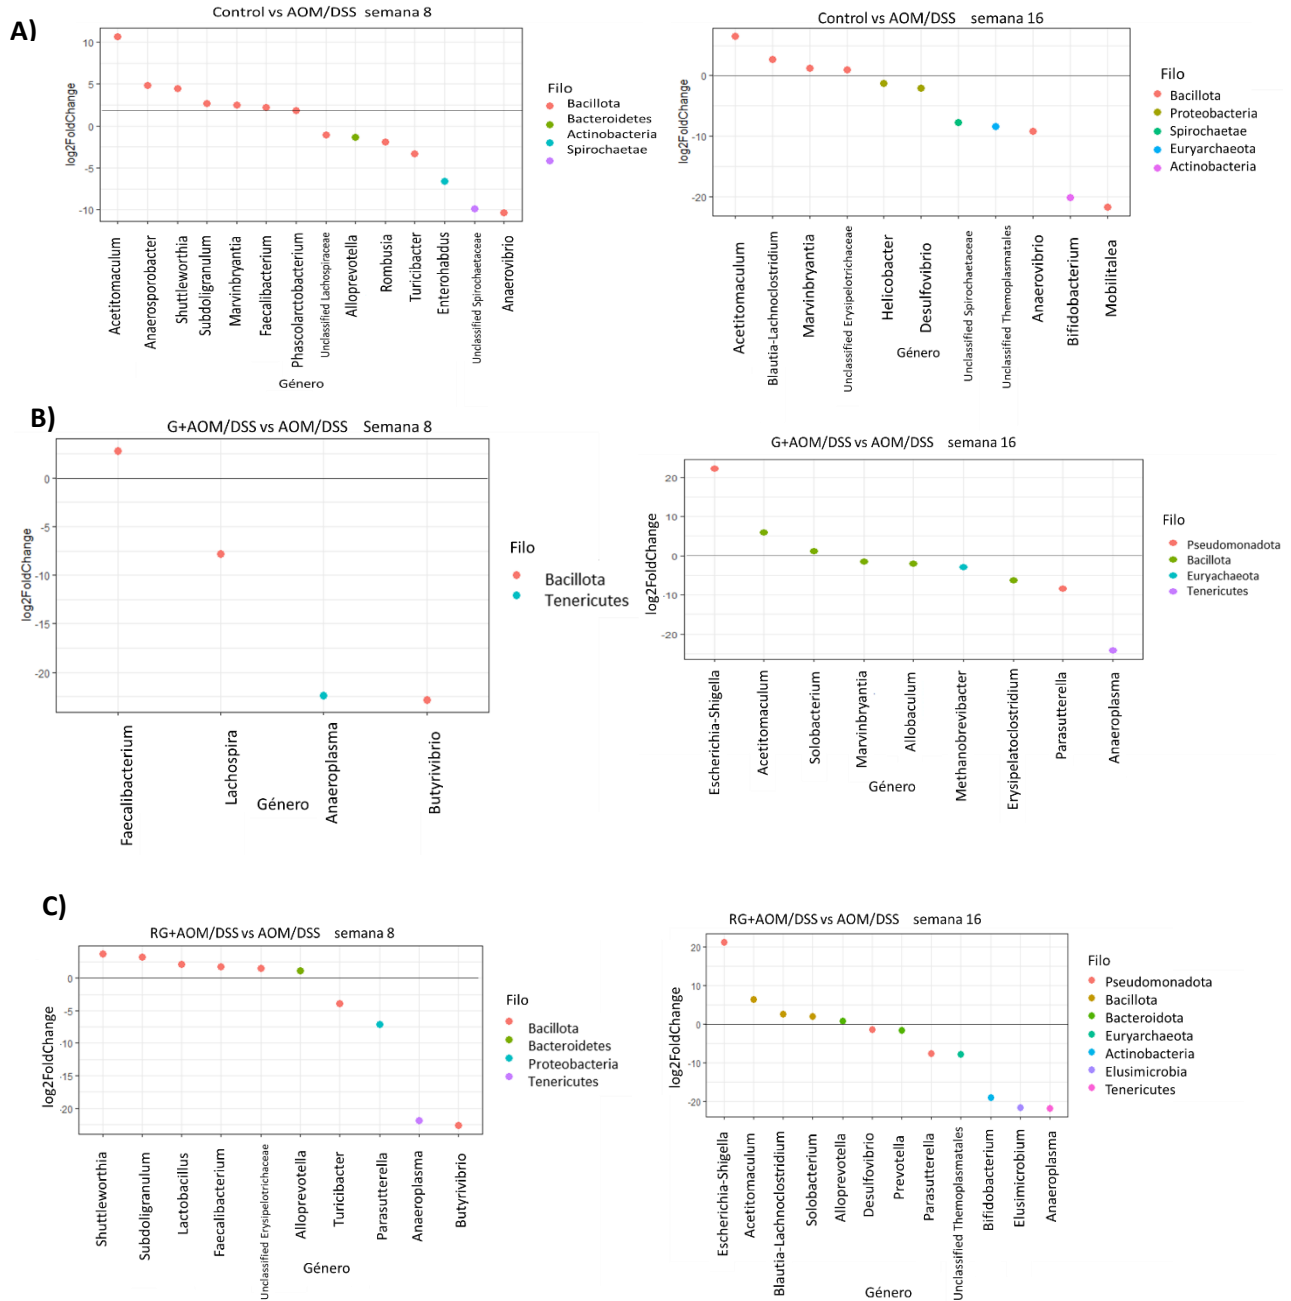 A)
Control vs AOM/DSS semana 8
log2FoldChange
10
5
0
-5
-10
Acetitomaculum
Anaerosporobacter
Shuttleworthia
Subdoligranulum
Marvinbryantia
Faecalibacterium
Phascolarctobacterium
Unclassified Lachospiraceae
Alloprevotella
Rombusia
Turicibacter
Enterohabdus
Unclassified Spirochaetaceae
Anaerovibrio
Género
Filo
Bacillota
Bacteroidetes
Actinobacteria
Spirochaetae
Control vs AOM/DSS semana 16
log2FoldChange
0
-10
-20
Acetitomaculum
Blautia-Lachnoclostridium
Marvinbryantia
Unclassified Erysipelotrichaceae
Helicobacter
Desulfovibrio
Unclassified Spirochaetaceae
Unclassified Themoplasmatales
Anaerovibrio
Bifidobacterium
Mobilitalea
Género
Filo
Bacillota
Proteobacteria
Spirochaetae
Euryarchaeota
Actinobacteria
B)
G+AOM/DSS vs AOM/DSS Semana 8
log2FoldChange
0
-5
-10
-15
-20
Faecalibacterium
Lachospira
Anaeroplasma
Butyrivibrio
Género
Filo
Bacillota
Tenericutes
G+AOM/DSS vs AOM/DSS semana 16
log2FoldChange
20
10
0
-10
-20
Escherichia-Shigella
Acetitomaculum
Solobacterium
Marvinbryantia
Allobaculum
Methanobrevibacter
Erysipelatoclostridium
Parasutterella
Anaeroplasma
Género
Filo
Pseudomonadota
Bacillota
Euryachaeota
Tenericutes
C)
RG+AOM/DSS vs AOM/DSS semana 8
log2FoldChange
0
-5
-10
-15
-20
Shuttleworthia
Subdoligranulum
Lactobacillus
Faecalibacterium
Unclassified Erysipelotrichaceae
Alloprevotella
Turicibacter
Parasutterella
Anaeroplasma
Butyrivibrio
Género
Filo
Bacillota
Bacteroidetes
Proteobacteria
Tenericutes
RG+AOM/DSS vs AOM/DSS semana 16
log2FoldChange
20
10
0
-10
-20
Escherichia-Shigella
Acetitomaculum
Blautia-Lachnoclostridium
Solobacterium
Alloprevotella
Desulfovibrio
Prevotella
Parasutterella
Unclassified Themoplasmatales
Bifidobacterium
Elusimicrobium
Anaeroplasma
Género
Filo
Pseudomonadota
Bacillota
Bacteroidota
Euryarchaeota
Actinobacteria
Elusimicrobia
Tenericutes